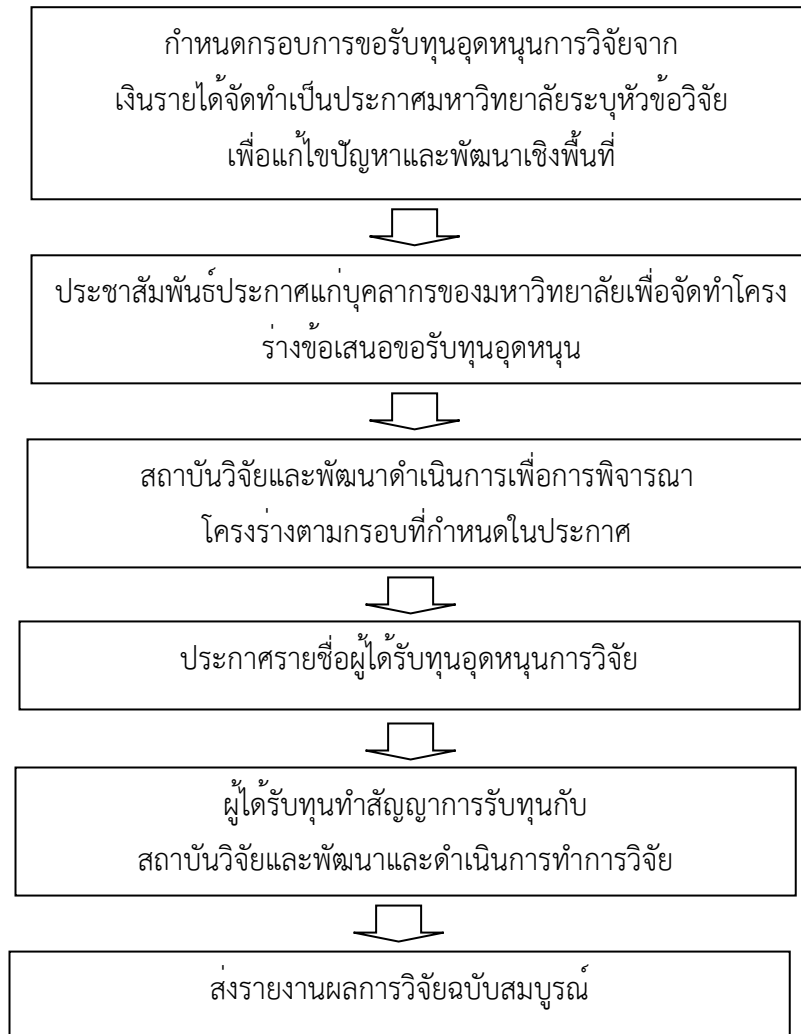 กำหนดกรอบการขอรับทุนอุดหนุนการวิจัยจาก
เงินรายได้จัดทำเป็นประกาศมหาวิทยาลัยระบุหัวข้อวิจัย
เพื่อแก้ไขปัญหาและพัฒนาเชิงพื้นที่
ประชาสัมพันธ์ประกาศแก่บุคลากรของมหาวิทยาลัยเพื่อจัดทำโครง
ร่างข้อเสนอขอรับทุนอุดหนุน
สถาบันวิจัยและพัฒนาดำเนินการเพื่อการพิจารณา
โครงร่างตามกรอบที่กำหนดในประกาศ
ประกาศรายชื่อผู้ได้รับทุนอุดหนุนการวิจัย
ผู้ได้รับทุนทำสัญญาการรับทุนกับ
สถาบันวิจัยและพัฒนาและดำเนินการทำการวิจัย
ส่งรายงานผลการวิจัยฉบับสมบูรณ์